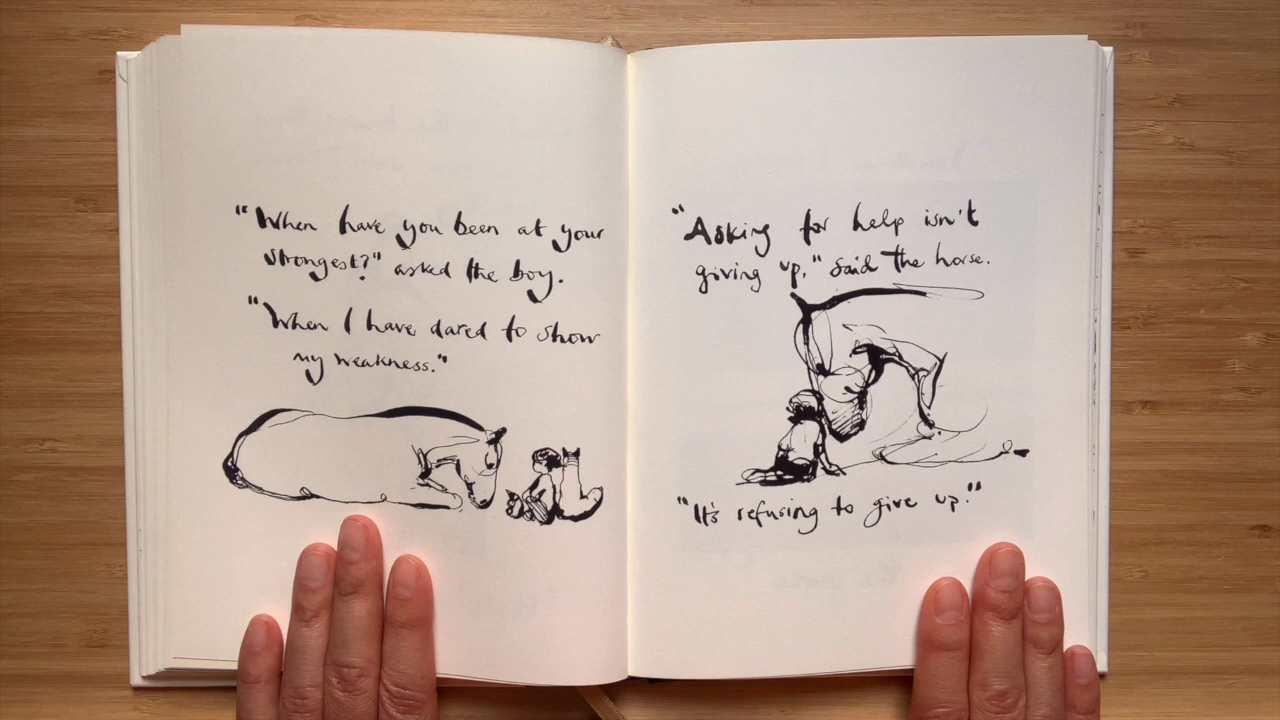 "When have you been at your
strongest?" asked the boy.
"When I have dared to show
my weakness."
"Asking for help isn't
giving up," said the horse.
"It's refusing to give up."